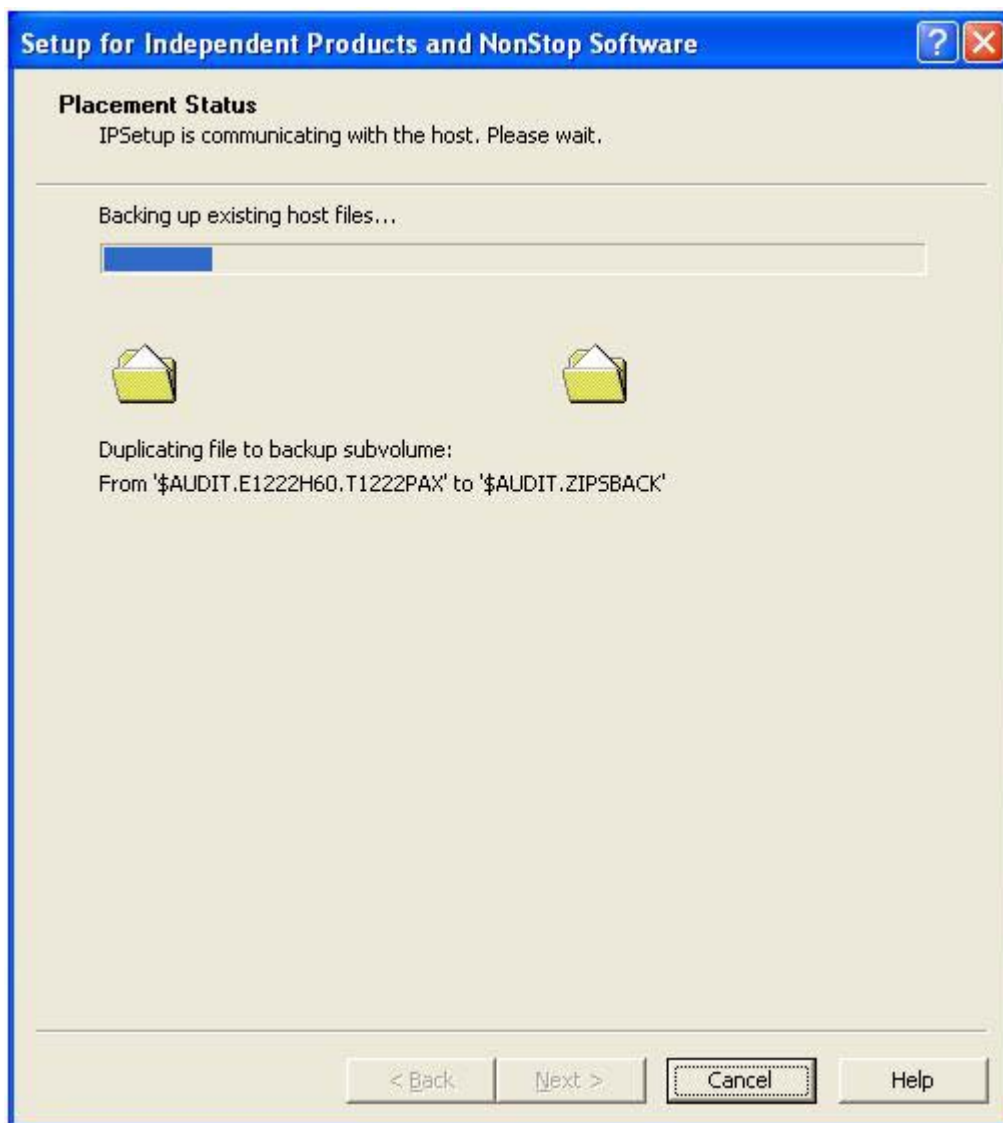 Setup for Independent Products and NonStop Software
Placement Status
IPSetup is communicating with the host. Please wait.
Backing up existing host files...
Duplicating file to backup subvolume:
From '$AUDIT.E1222H60.T1222PAX' to '$AUDIT.ZIPSBACK'
< Back Next > Cancel Help